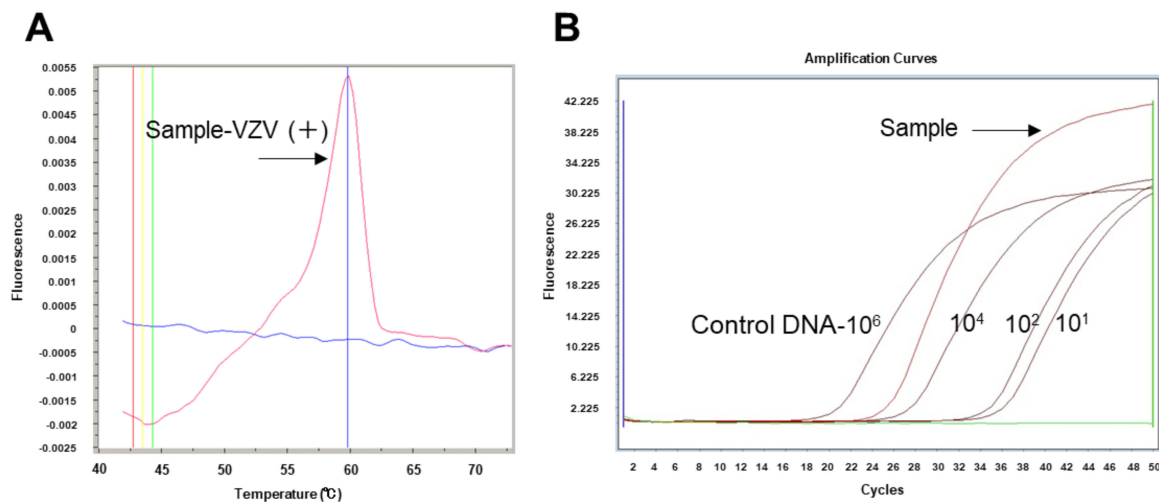 A
0.0055
0.005
0.0045
0.004
0.0035
0.003
0.0025
0.002
0.0015
0.001
0.0005
0
-0.0005
-0.001
-0.0015
-0.002
-0.0025
Fluorescence
Sample-VZV (+)
40 45 50 55 60 65 70
Temperature (℃)
B
Amplification Curves
42.225
38.225
34.225
30.225
26.225
22.225
18.225
14.225
10.225
6.225
2.225
Fluorescence
Sample
Control DNA-10⁶ 10⁴ 10² 10¹
2 4 6 8 10 12 14 16 18 20 22 24 26 28 30 32 34 36 38 40 42 44 46 48 50
Cycles